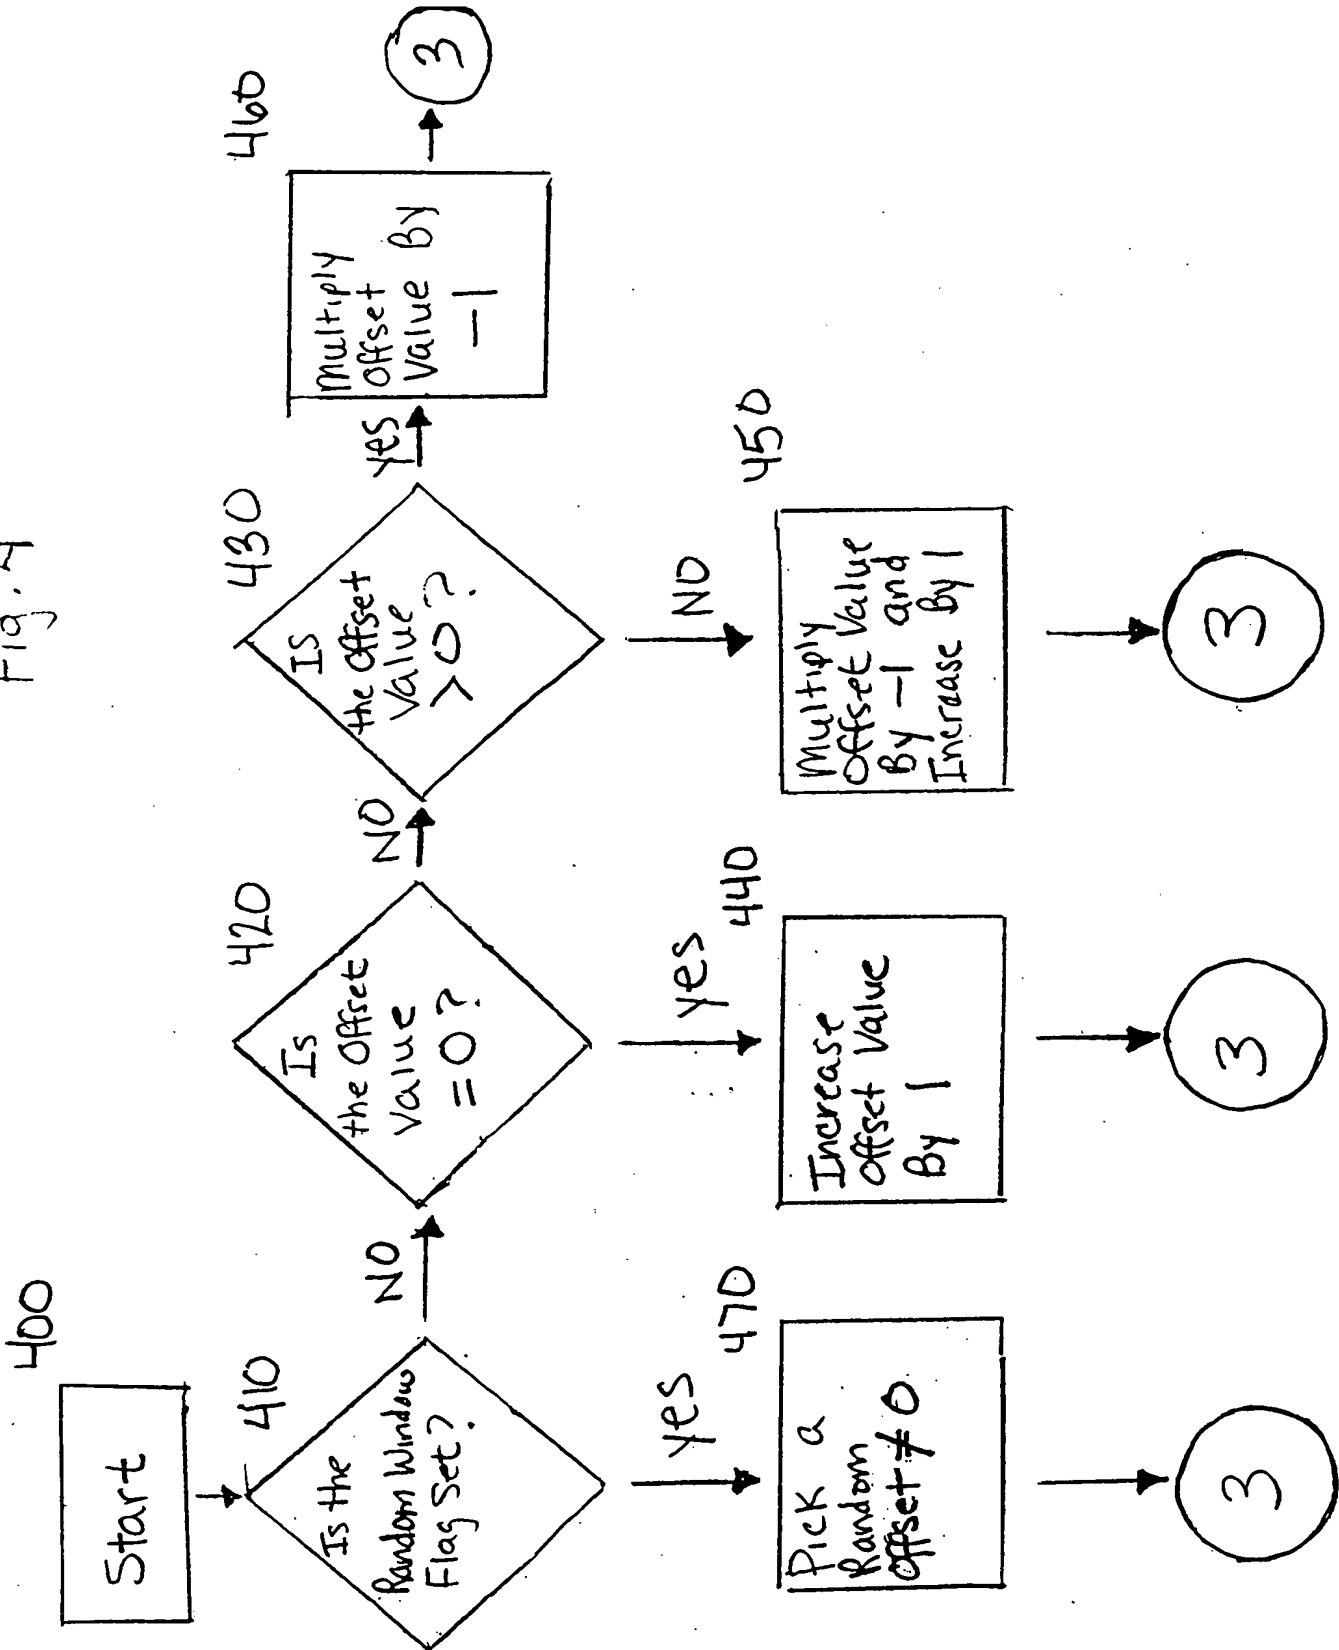 Fig. 4
400
Start
410
Is the
Random Window
Flag Set?
NO
420
Is
the Offset
Value
=0?
NO
430
Is
the Offset
Value
>0?
yes
460
Multiply
Offset
Value By
-1
3
yes
470
Pick a
Random
Offset ≠ 0
3
yes
440
Increase
Offset Value
By 1
3
NO
450
Multiply
Offset Value
By -1 and
Increase By 1
3